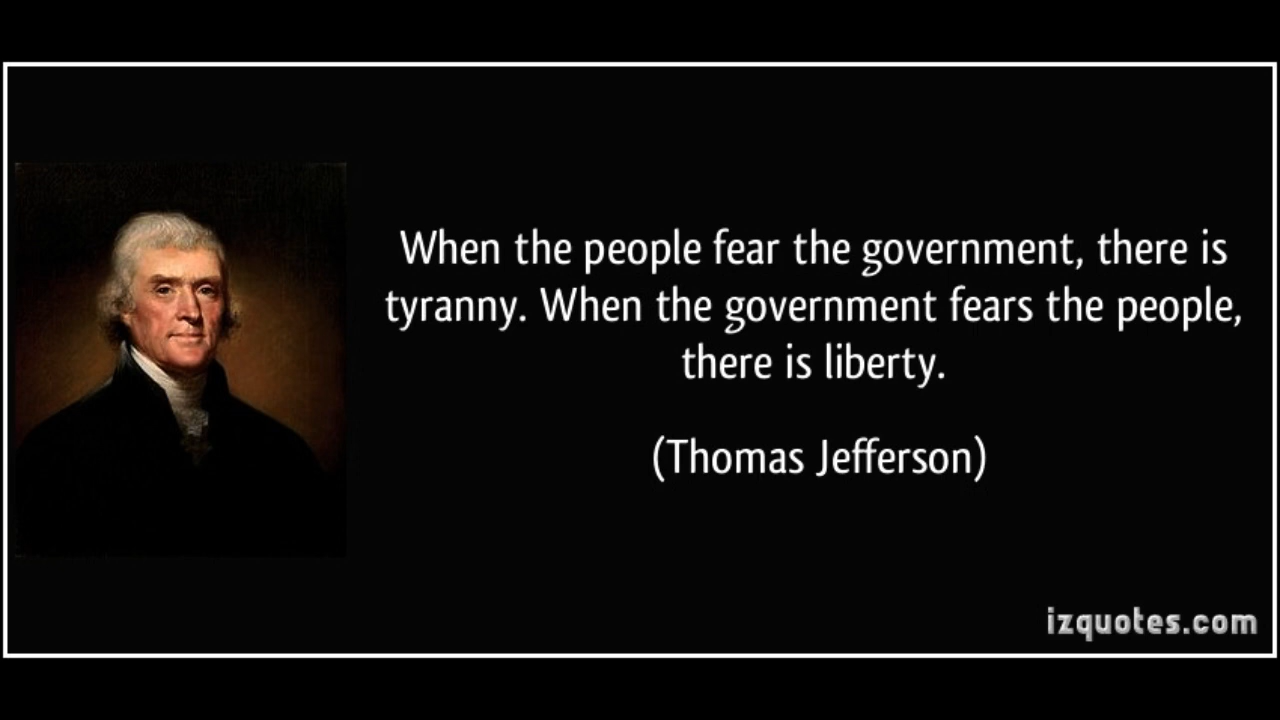 When the people fear the government, there is
tyranny. When the government fears the people,
there is liberty.
(Thomas Jefferson)
izquotes.com